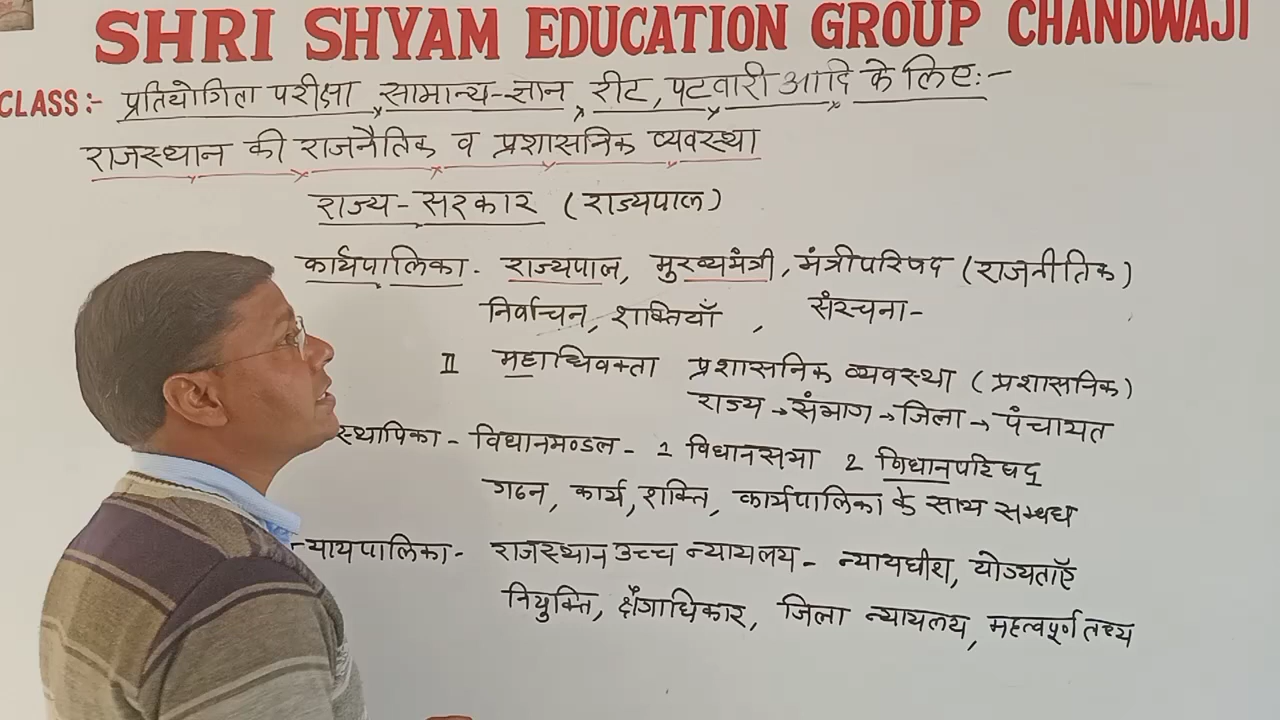 SHRI SHYAM EDUCATION GROUP CHANDWAJI
CLASS:- प्रतियोगिता परीक्षा, सामान्य-ज्ञान, रीट, पटवारी आदि के लिए:-
राजस्थान की राजनैतिक व प्रशासनिक व्यवस्था
राज्य-सरकार (राज्यपाल)
कार्यपालिका - राज्यपाल, मुख्यमंत्री, मंत्रीपरिषद (राजनीतिक)
निर्वाचन, शक्तियाँ, संरचना-
II महाधिवक्ता प्रशासनिक व्यवस्था (प्रशासनिक)
राज्य → संभाग → जिला → पंचायत
स्थापिका - विधानमण्डल - 1 विधानसभा 2 विधानपरिषद्
गठन, कार्य, शक्ति, कार्यपालिका के साथ सम्बंध
न्यायपालिका - राजस्थान उच्च न्यायलय - न्यायधीश, योग्यताएँ
नियुक्ति, क्षैत्राधिकार, जिला न्यायलय, महत्वपूर्ण तथ्य